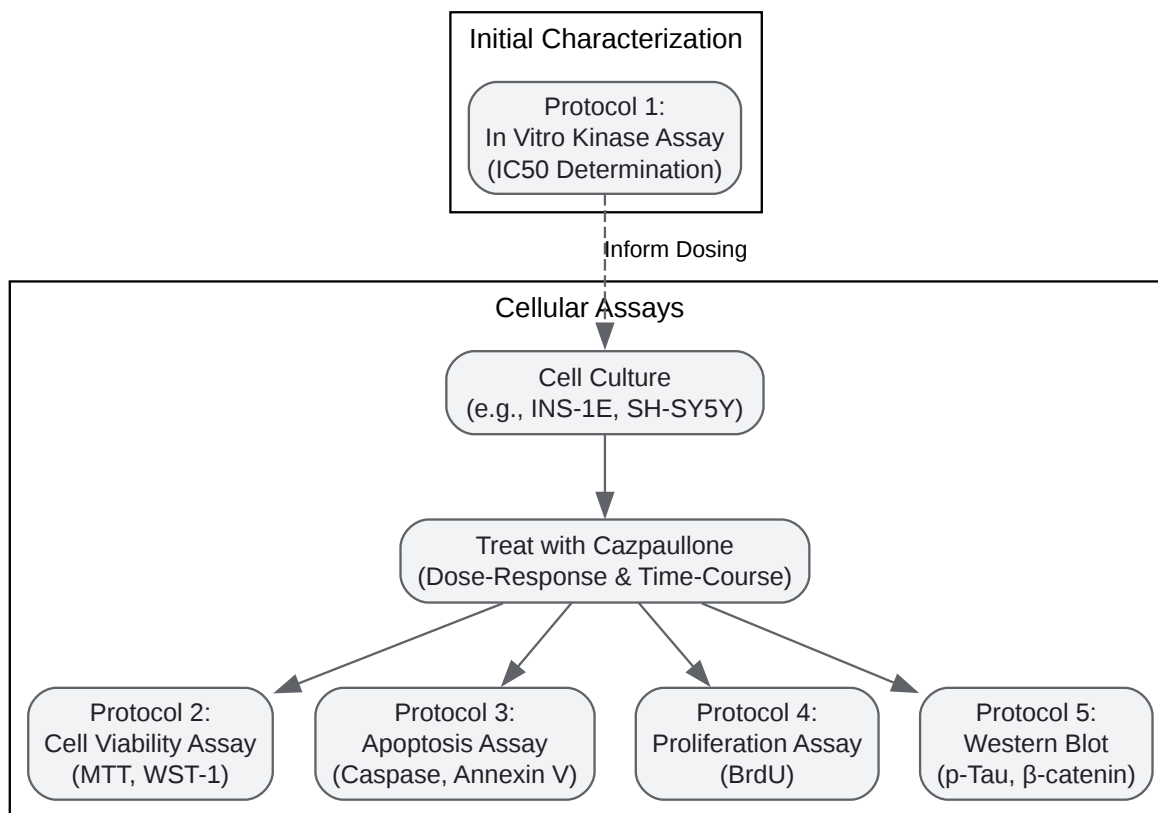 Initial Characterization
Protocol 1:
In Vitro Kinase Assay
(IC50 Determination)
Inform Dosing
Cellular Assays
Cell Culture
(e.g., INS-1E, SH-SY5Y)
Treat with Cazpaullone
(Dose-Response & Time-Course)
Protocol 2:
Cell Viability Assay
(MTT, WST-1)
Protocol 3:
Apoptosis Assay
(Caspase, Annexin V)
Protocol 4:
Proliferation Assay
(BrdU)
Protocol 5:
Western Blot
(p-Tau, β-catenin)